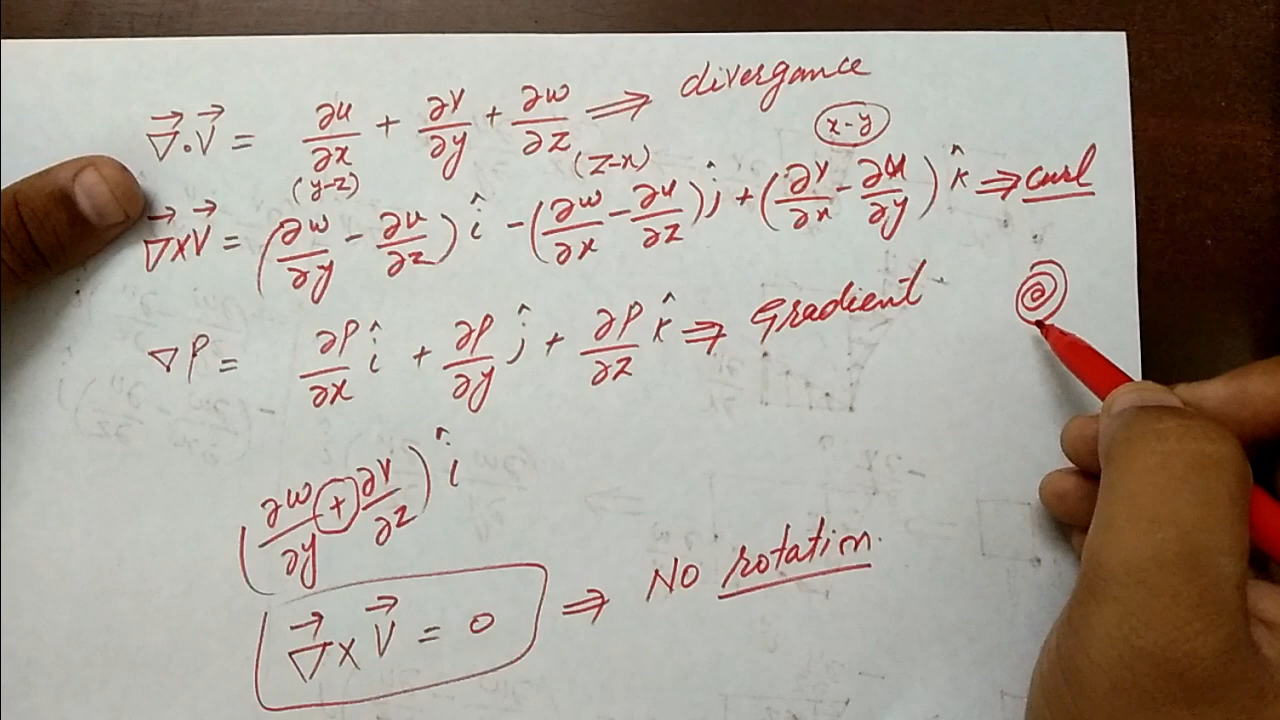 ∇⃗·V⃗ = ∂u/∂x + ∂v/∂y + ∂w/∂z ⇒ divergance
(y-z) (z-x) (x-y)
∇⃗×V⃗ = (∂w/∂y - ∂v/∂z) î - (∂w/∂x - ∂u/∂z) ĵ + (∂v/∂x - ∂u/∂y) k̂ ⇒ curl
∇P = ∂P/∂x î + ∂P/∂y ĵ + ∂P/∂z k̂ ⇒ Gradient
(∂w/∂y + ∂v/∂z) î
∇⃗×V⃗ = 0 ⇒ NO rotation.